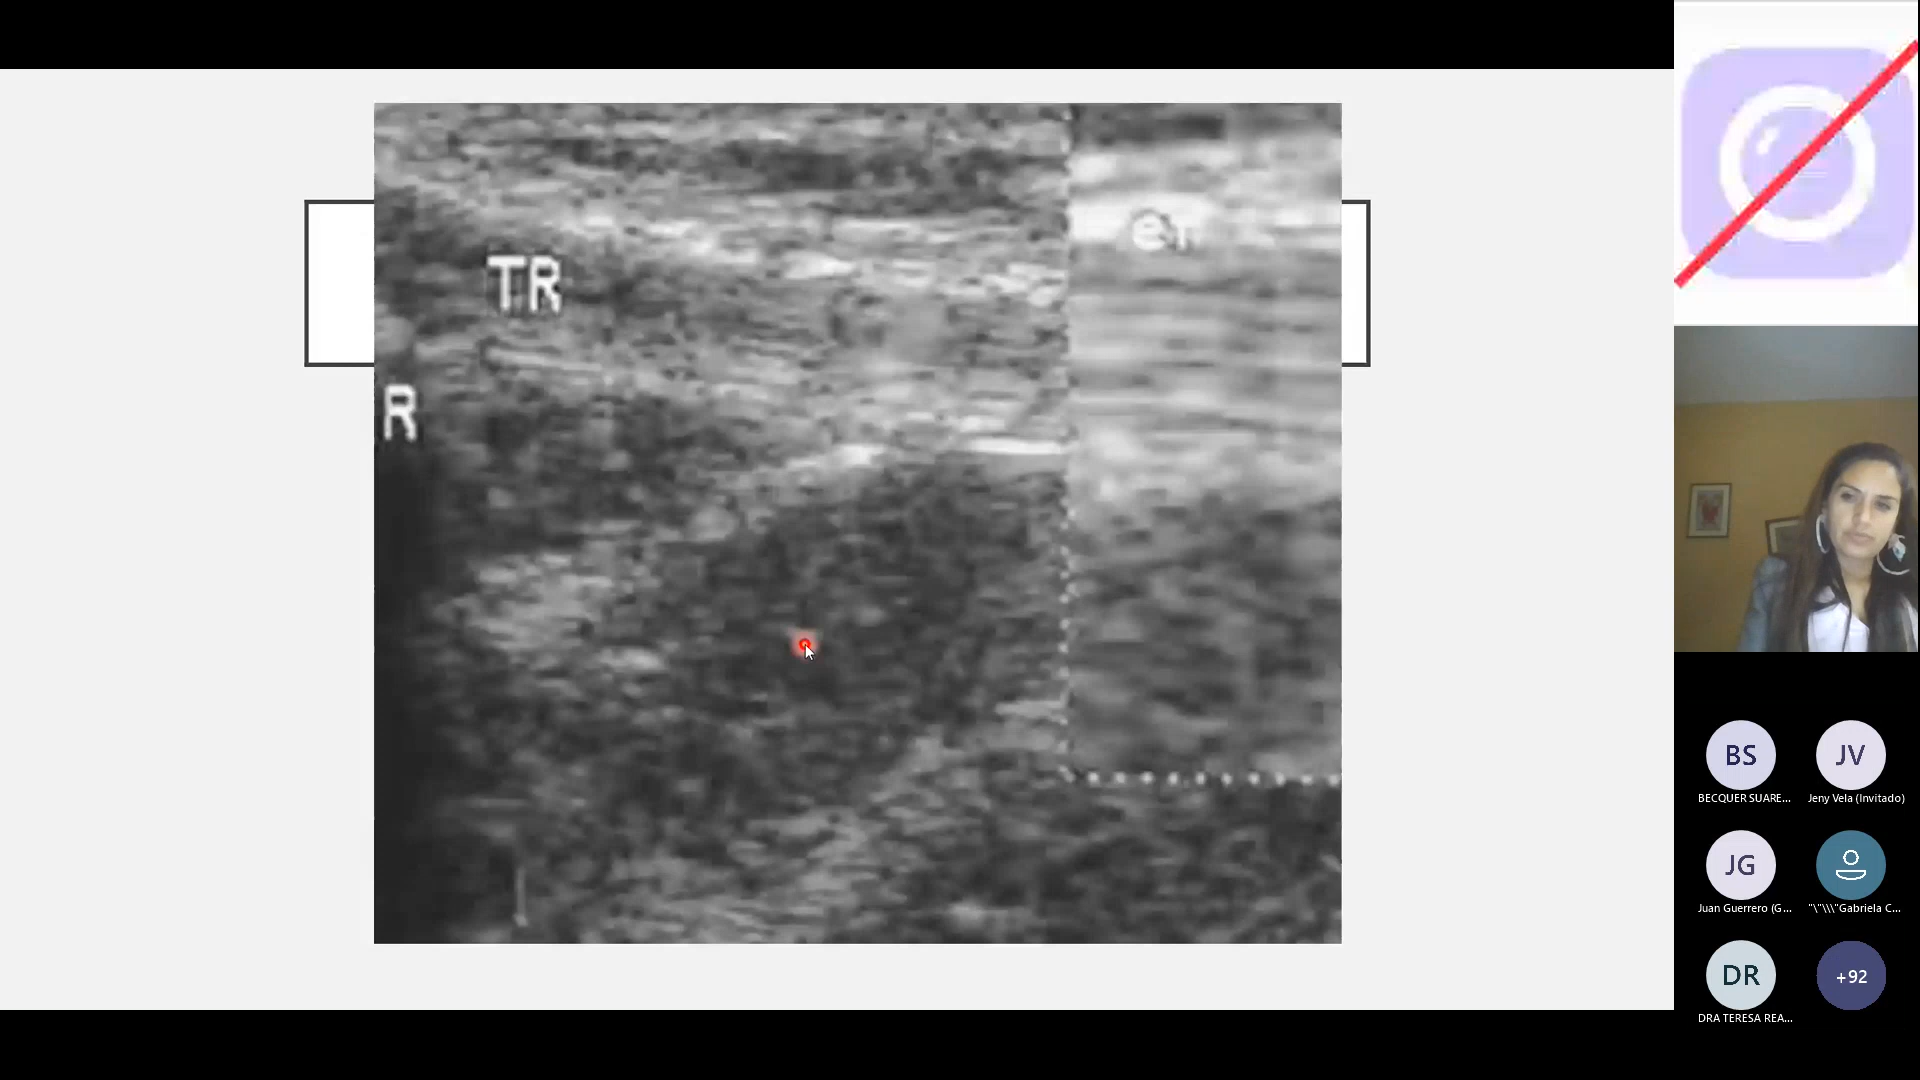 TR
R
BS
JV
BECQUER SUARE...
Jeny Vela (Invitado)
JG
Juan Guerrero (G...
"\"\\\"Gabriela C...
DR
+92
DRA TERESA REA...